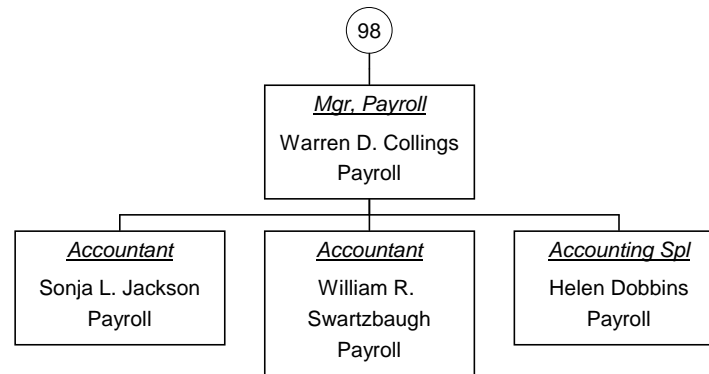 98
Mgr, Payroll
Warren D. Collings
Payroll
Accountant
Sonja L. Jackson
Payroll
Accountant
William R.
Swartzbaugh
Payroll
Accounting Spl
Helen Dobbins
Payroll